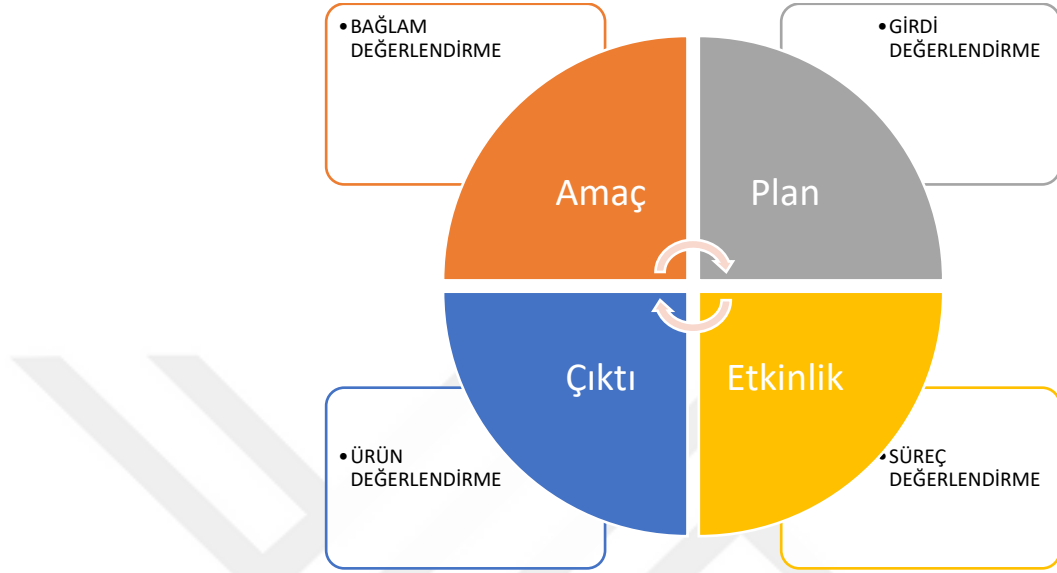 •BAĞLAM
DEĞERLENDİRME
•GİRDİ
DEĞERLENDİRME
Amaç
Plan
Çıktı
Etkinlik
•ÜRÜN
DEĞERLENDİRME
•SÜREÇ
DEĞERLENDİRME